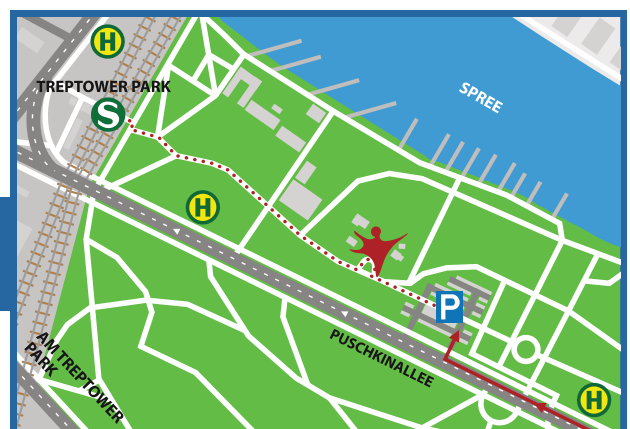 H
TREPTOWER PARK
S
SPREE
H
P
PUSCHKINALLEE
AM TREPTOWER
PARK
H